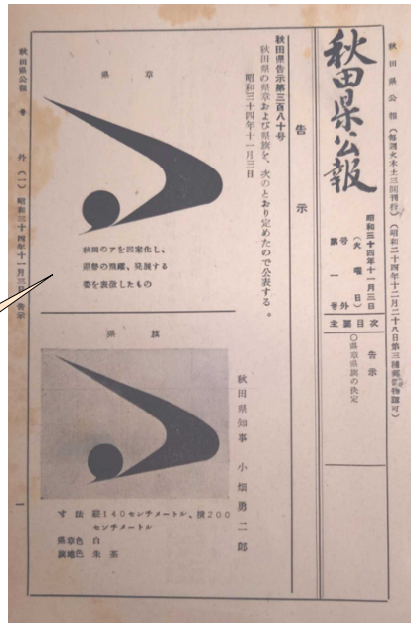 秋田県公報（毎週火木土三回刊行）（昭和二十四年十二月二十八日第三種郵便物認可）
秋田県公報
昭和三十四年十一月三日
（火曜日）
号外
第一号
主要目次
告示
〇県章県旗の決定
告示
秋田県告示第三百八十号
秋田県の県章および県旗を、次のとおり定めたので公表する。
昭和三十四年十一月三日
秋田県知事 小畑勇二郎
県章
秋田のアを図案化し、
県勢の飛躍、発展する
姿を表徴したもの
県旗
寸法 縦140センチメートル、横200
センチメートル
県章色 白
旗地色 朱茶
秋田県公報 号外（一）昭和三十四年十一月三日 告示
一